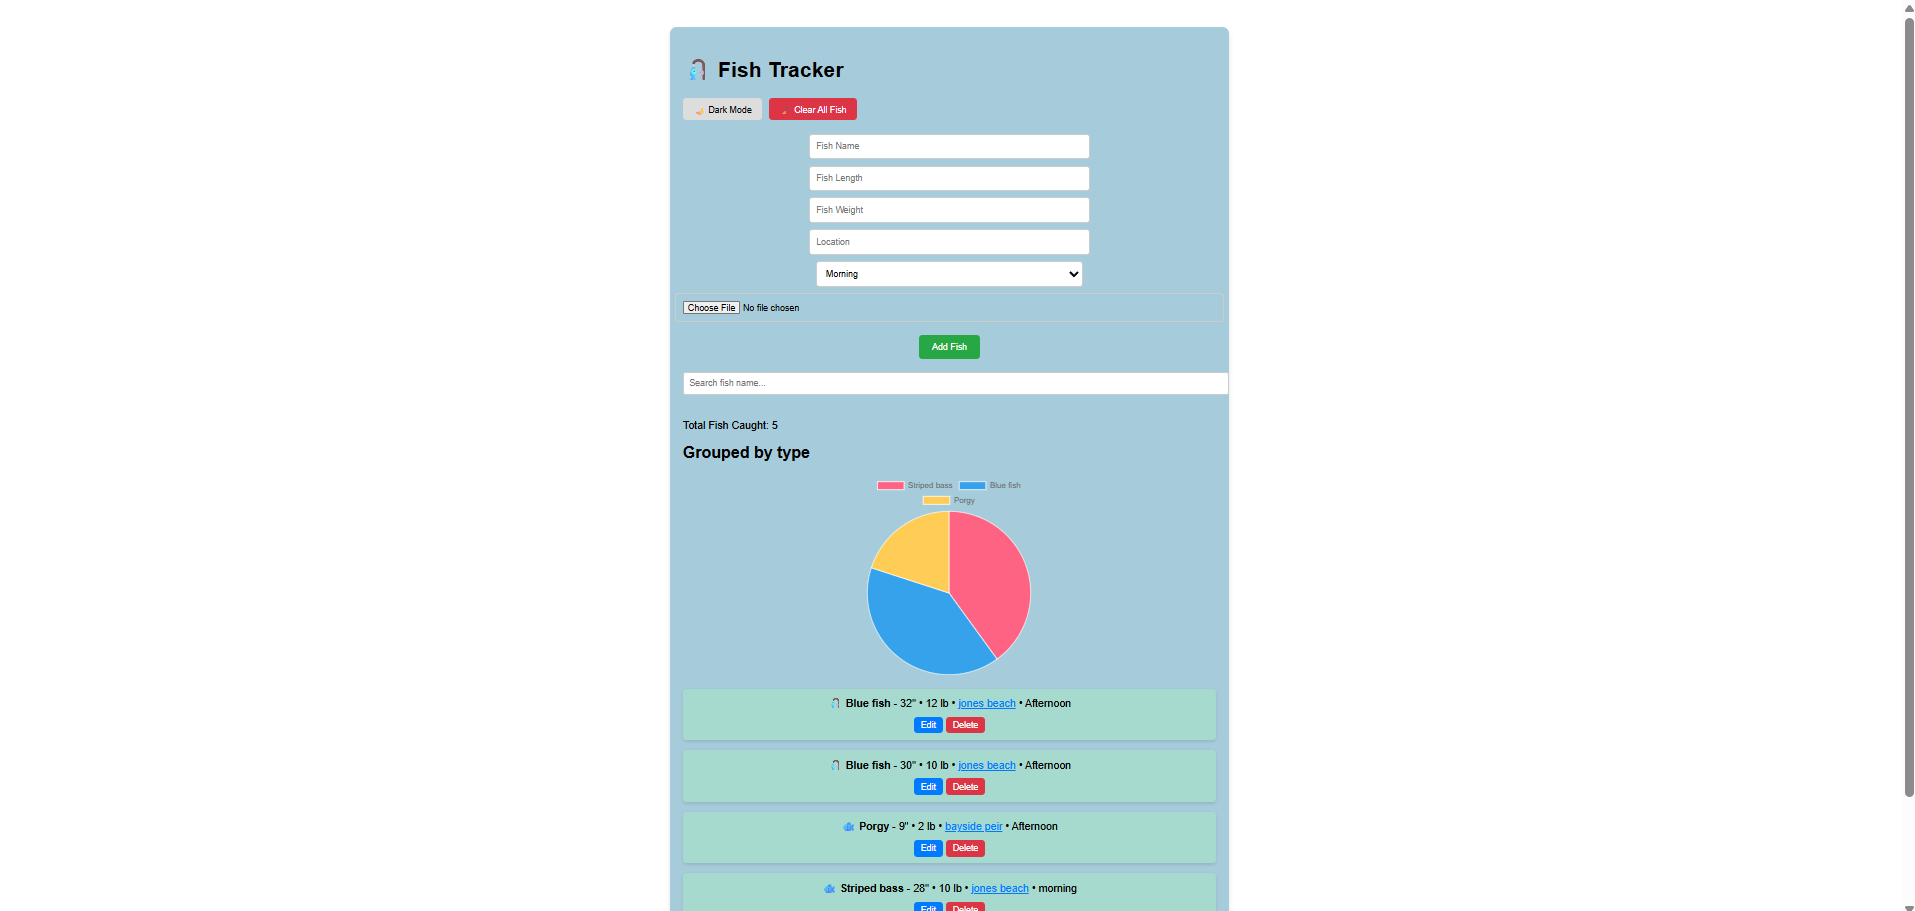 Fish Tracker
Dark Mode Clear All Fish
Fish Name
Fish Length
Fish Weight
Location
Morning
Choose File No file chosen
Add Fish
Search fish name...
Total Fish Caught: 5
Grouped by type
Striped bass Blue fish
Porgy
Blue fish - 32" • 12 lb • jones beach • Afternoon
Edit Delete
Blue fish - 30" • 10 lb • jones beach • Afternoon
Edit Delete
Porgy - 9" • 2 lb • bayside peir • Afternoon
Edit Delete
Striped bass - 28" • 10 lb • jones beach • morning
Edit Delete